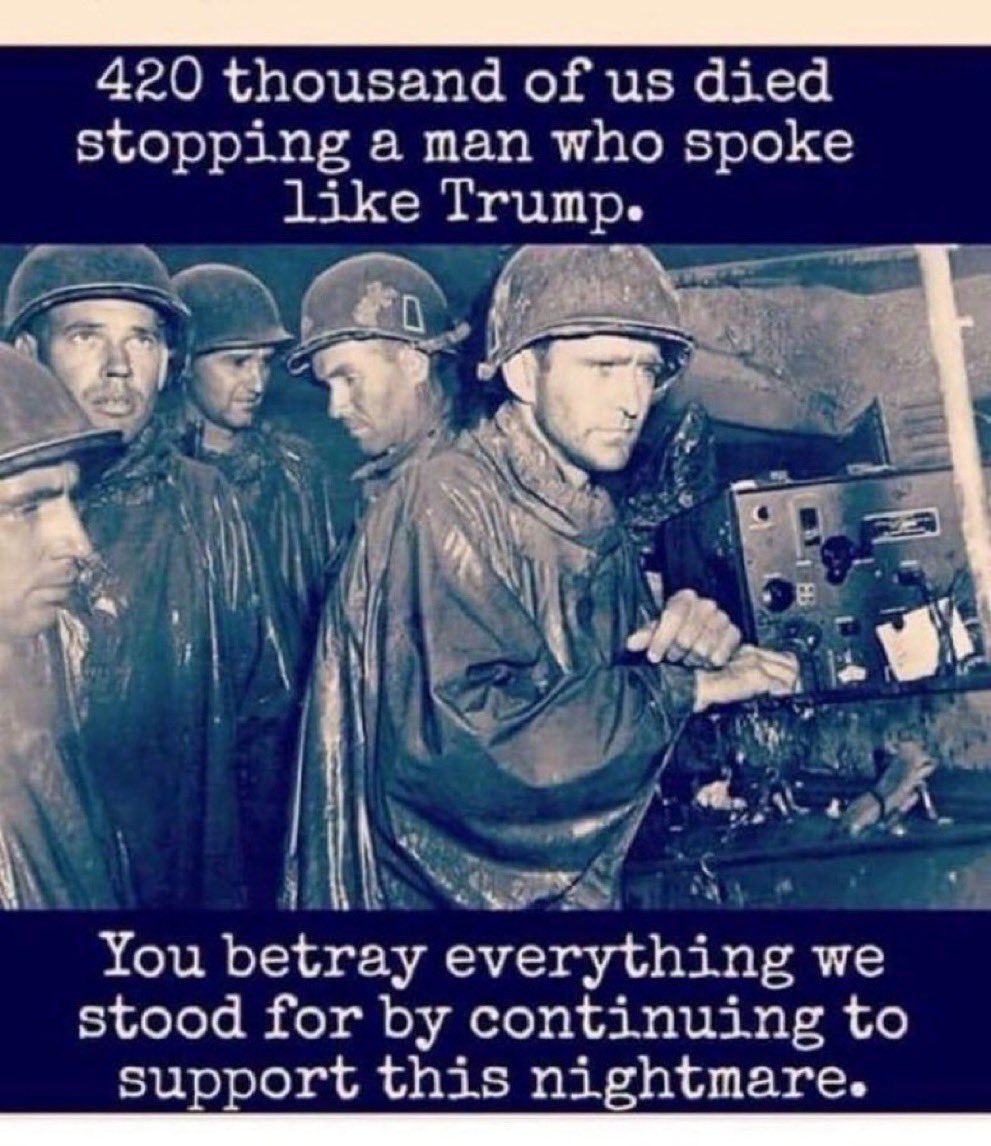 420 thousand of us died
stopping a man who spoke
like Trump.
You betray everything we
stood for by continuing to
support this nightmare.